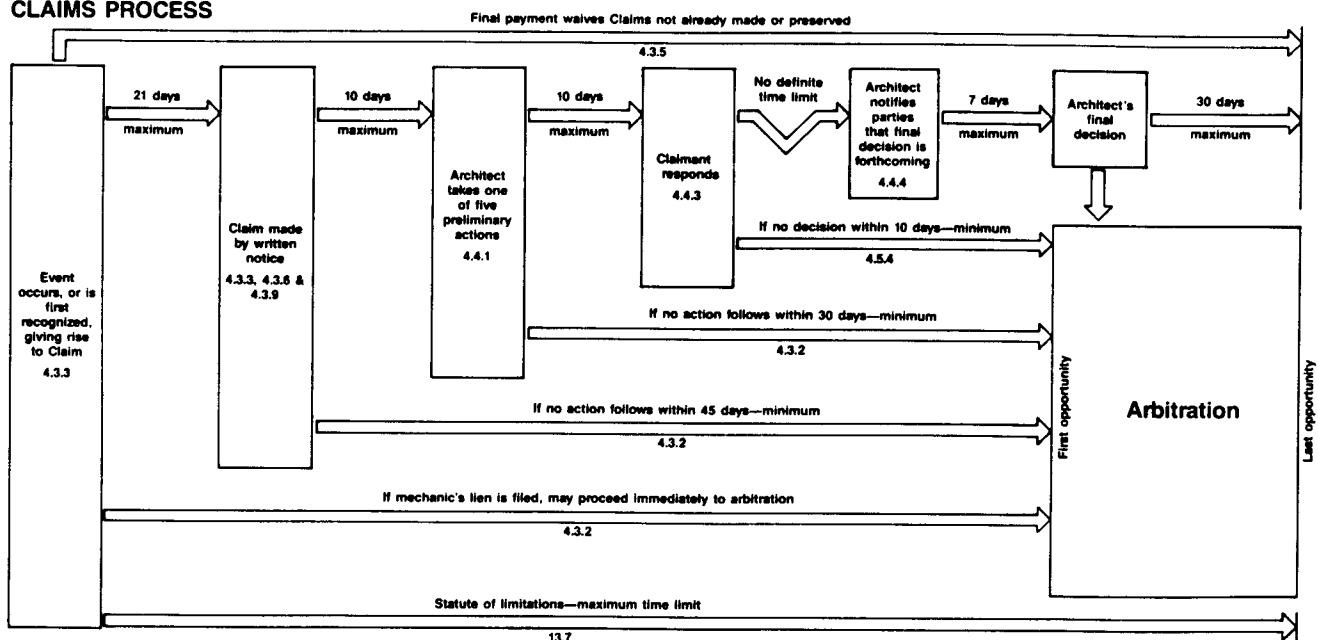 CLAIMS PROCESS
Final payment waives Claims not already made or preserved
4.3.5
Event
occurs, or is
first
recognized,
giving rise
to Claim
4.3.3
21 days
maximum
Claim made
by written
notice
4.3.3, 4.3.6 &
4.3.9
10 days
maximum
Architect
takes one
of five
preliminary
actions
4.4.1
10 days
maximum
Claimant
responds
4.4.3
No definite
time limit
Architect
notifies
parties
that final
decision is
forthcoming
4.4.4
7 days
maximum
Architect's
final
decision
30 days
maximum
If no decision within 10 days—minimum
4.5.4
If no action follows within 30 days—minimum
4.3.2
If no action follows within 45 days—minimum
4.3.2
If mechanic's lien is filed, may proceed immediately to arbitration
4.3.2
First opportunity
Arbitration
Last opportunity
Statute of limitations—maximum time limit
13.7